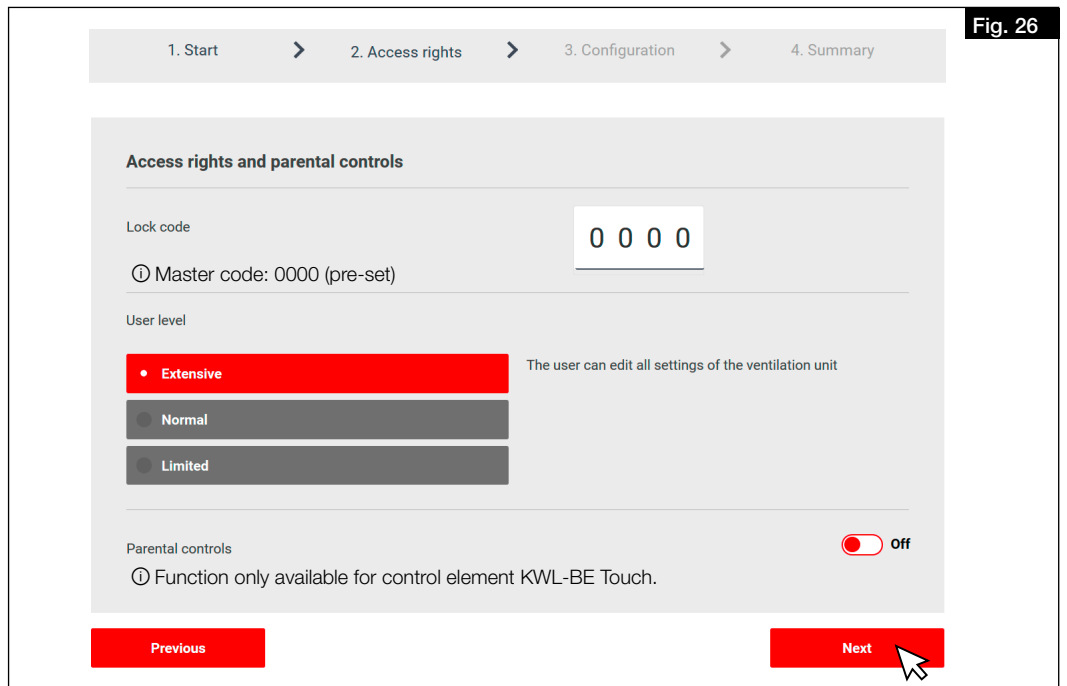 Fig. 26
1. Start
2. Access rights
3. Configuration
4. Summary
Access rights and parental controls
Lock code
0 0 0 0
ⓘ Master code: 0000 (pre-set)
User level
Extensive
The user can edit all settings of the ventilation unit
Normal
Limited
Parental controls
Off
ⓘ Function only available for control element KWL-BE Touch.
Previous
Next